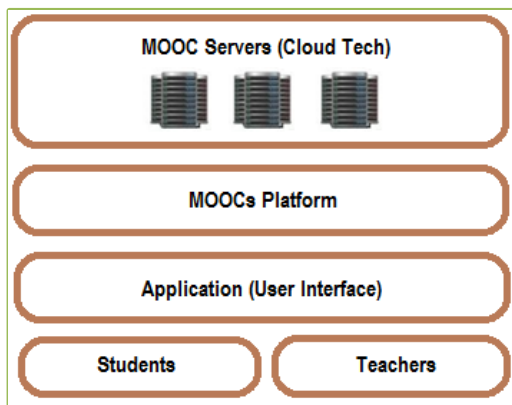 MOOC Servers (Cloud Tech)
MOOCs Platform
Application (User Interface)
Students
Teachers